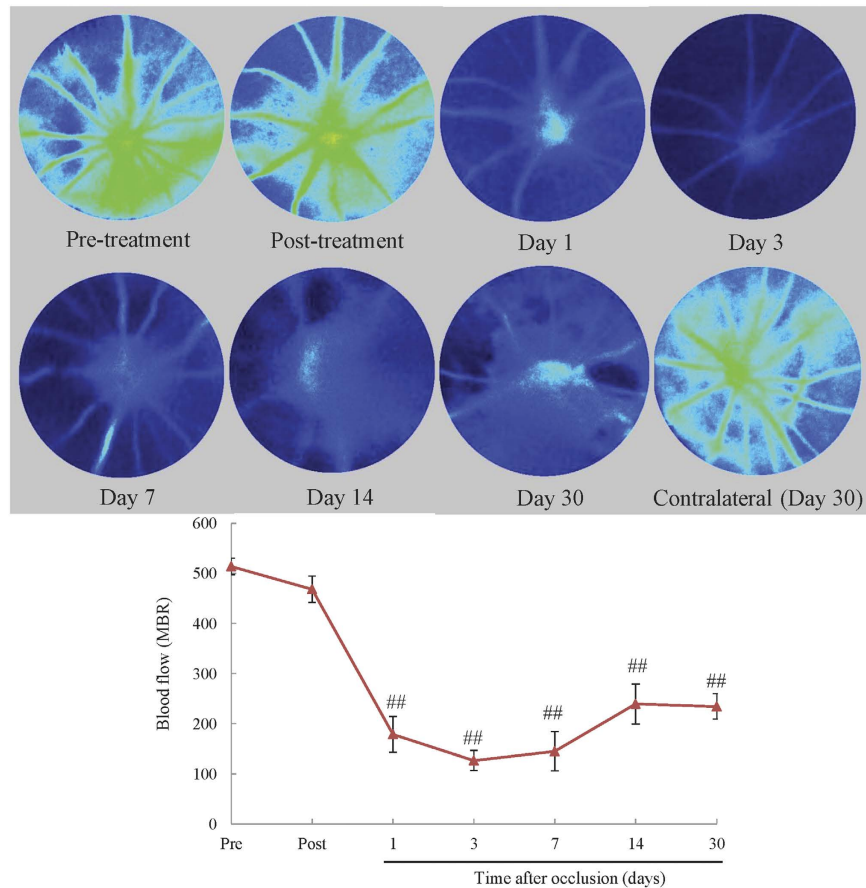 Pre-treatment
Post-treatment
Day 1
Day 3
Day 7
Day 14
Day 30
Contralateral (Day 30)
600
500
400
300
200
100
0
Blood flow (MBR)
##
##
##
##
##
Pre
Post
1
3
7
14
30
Time after occlusion (days)